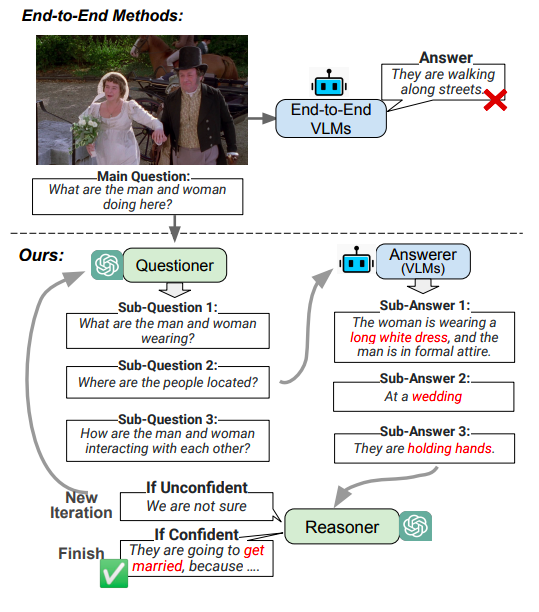 End-to-End Methods:
Answer
They are walking
along streets.
End-to-End
VLMs
Main Question:
What are the man and woman
doing here?
Ours:
Questioner
Answerer
(VLMs)
Sub-Question 1:
What are the man and woman
wearing?
Sub-Question 2:
Where are the people located?
Sub-Question 3:
How are the man and woman
interacting with each other?
Sub-Answer 1:
The woman is wearing a
long white dress, and the
man is in formal attire.
Sub-Answer 2:
At a wedding
Sub-Answer 3:
They are holding hands.
New
Iteration
If Unconfident
We are not sure
Reasoner
Finish
If Confident
They are going to get
married, because ....